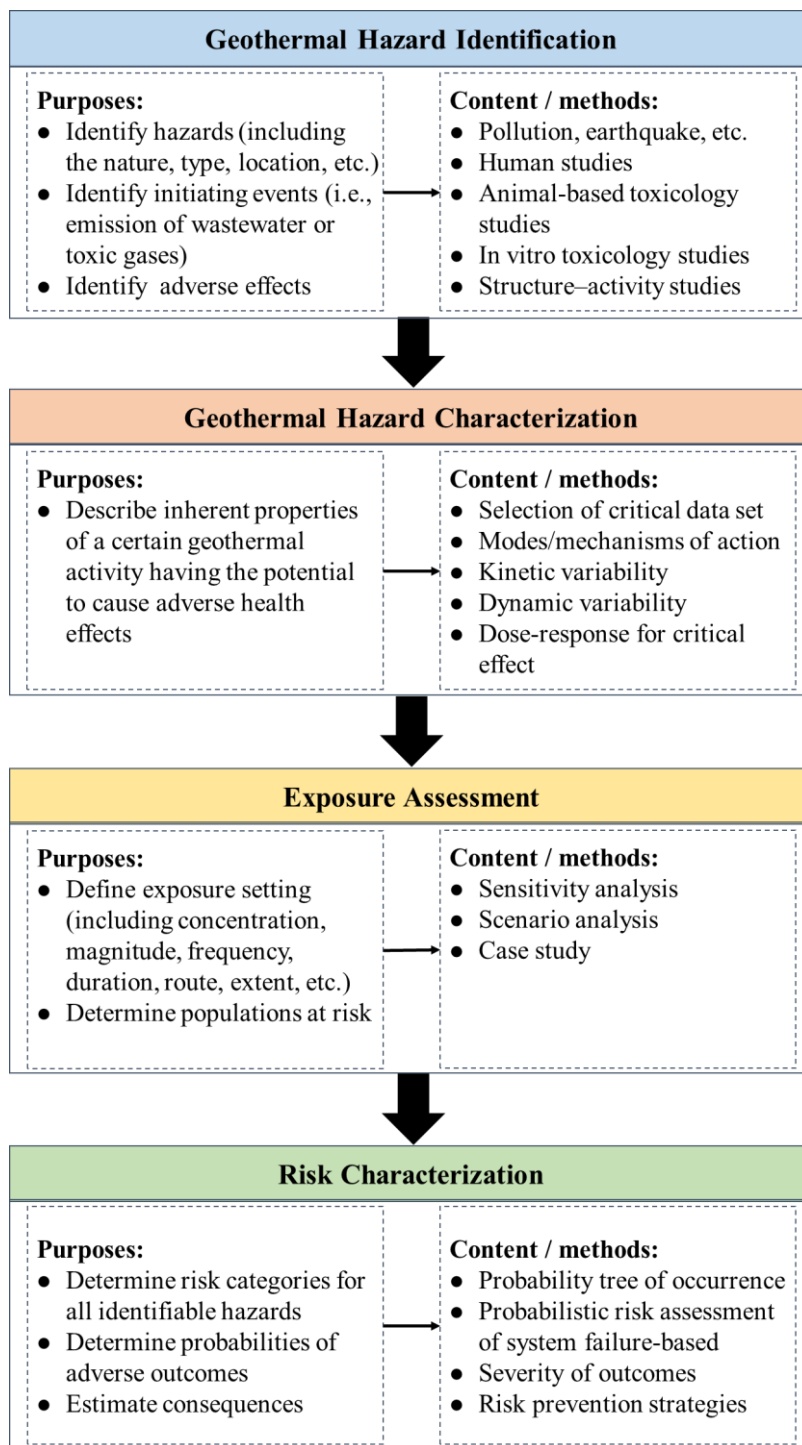 Geothermal Hazard Identification
Purposes:
● Identify hazards (including
the nature, type, location, etc.)
● Identify initiating events (i.e.,
emission of wastewater or
toxic gases)
● Identify adverse effects
Content / methods:
● Pollution, earthquake, etc.
● Human studies
● Animal-based toxicology
studies
● In vitro toxicology studies
● Structure–activity studies
Geothermal Hazard Characterization
Purposes:
● Describe inherent properties
of a certain geothermal
activity having the potential
to cause adverse health
effects
Content / methods:
● Selection of critical data set
● Modes/mechanisms of action
● Kinetic variability
● Dynamic variability
● Dose-response for critical
effect
Exposure Assessment
Purposes:
● Define exposure setting
(including concentration,
magnitude, frequency,
duration, route, extent, etc.)
● Determine populations at risk
Content / methods:
● Sensitivity analysis
● Scenario analysis
● Case study
Risk Characterization
Purposes:
● Determine risk categories for
all identifiable hazards
● Determine probabilities of
adverse outcomes
● Estimate consequences
Content / methods:
● Probability tree of occurrence
● Probabilistic risk assessment
of system failure-based
● Severity of outcomes
● Risk prevention strategies